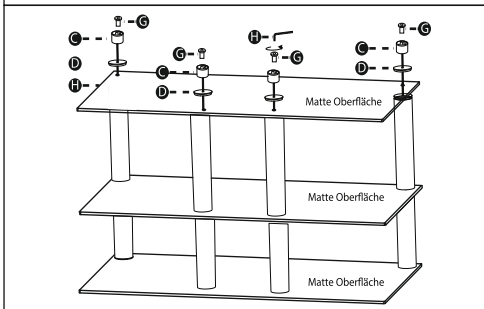 G G
C H C
G G
D C D
H D
Matte Oberfläche
Matte Oberfläche
Matte Oberfläche